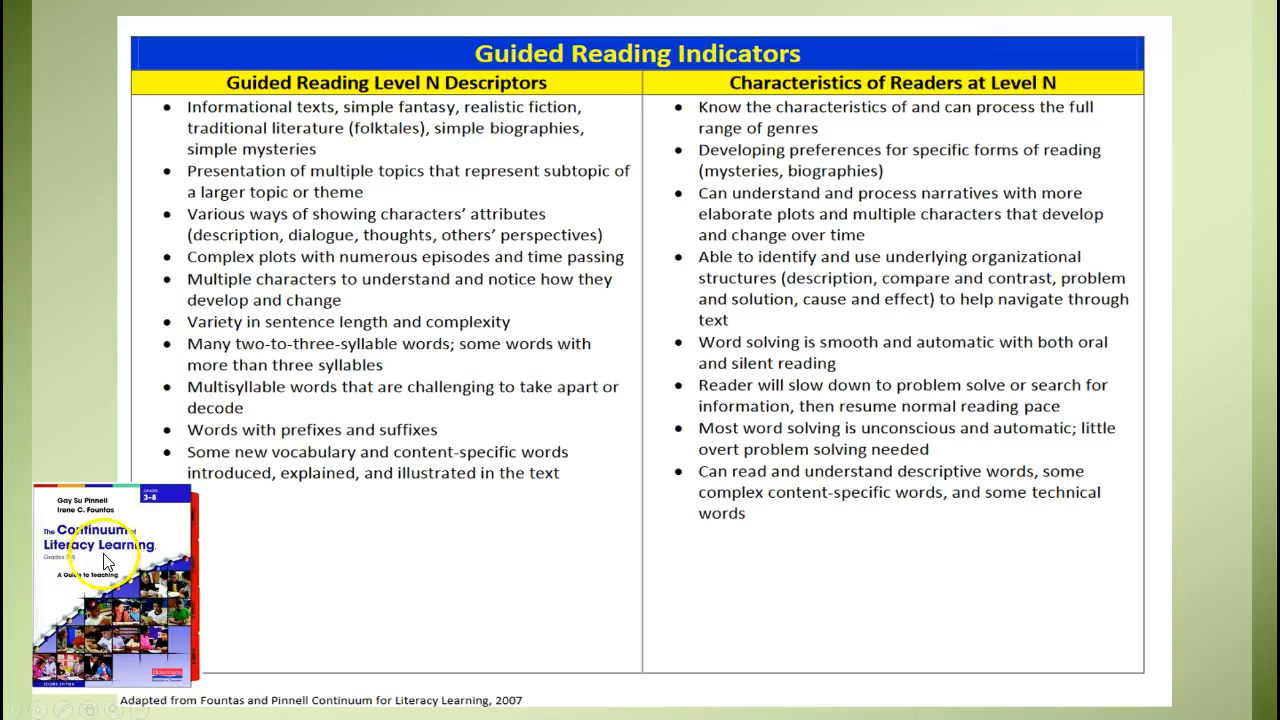 Guided Reading Indicators
Guided Reading Level N Descriptors
• Informational texts, simple fantasy, realistic fiction,
traditional literature (folktales), simple biographies,
simple mysteries
• Presentation of multiple topics that represent subtopic of
a larger topic or theme
• Various ways of showing characters’ attributes
(description, dialogue, thoughts, others’ perspectives)
• Complex plots with numerous episodes and time passing
• Multiple characters to understand and notice how they
develop and change
• Variety in sentence length and complexity
• Many two-to-three-syllable words; some words with
more than three syllables
• Multisyllable words that are challenging to take apart or
decode
• Words with prefixes and suffixes
• Some new vocabulary and content-specific words
introduced, explained, and illustrated in the text
Characteristics of Readers at Level N
• Know the characteristics of and can process the full
range of genres
• Developing preferences for specific forms of reading
(mysteries, biographies)
• Can understand and process narratives with more
elaborate plots and multiple characters that develop
and change over time
• Able to identify and use underlying organizational
structures (description, compare and contrast, problem
and solution, cause and effect) to help navigate through
text
• Word solving is smooth and automatic with both oral
and silent reading
• Reader will slow down to problem solve or search for
information, then resume normal reading pace
• Most word solving is unconscious and automatic; little
overt problem solving needed
• Can read and understand descriptive words, some
complex content-specific words, and some technical
words
GRADES
3–8
Gay Su Pinnell
Irene C. Fountas
The Continuum of
Literacy Learning
Grades 3–8
A Guide to Teaching
Heinemann
SECOND EDITION
Adapted from Fountas and Pinnell Continuum for Literacy Learning, 2007